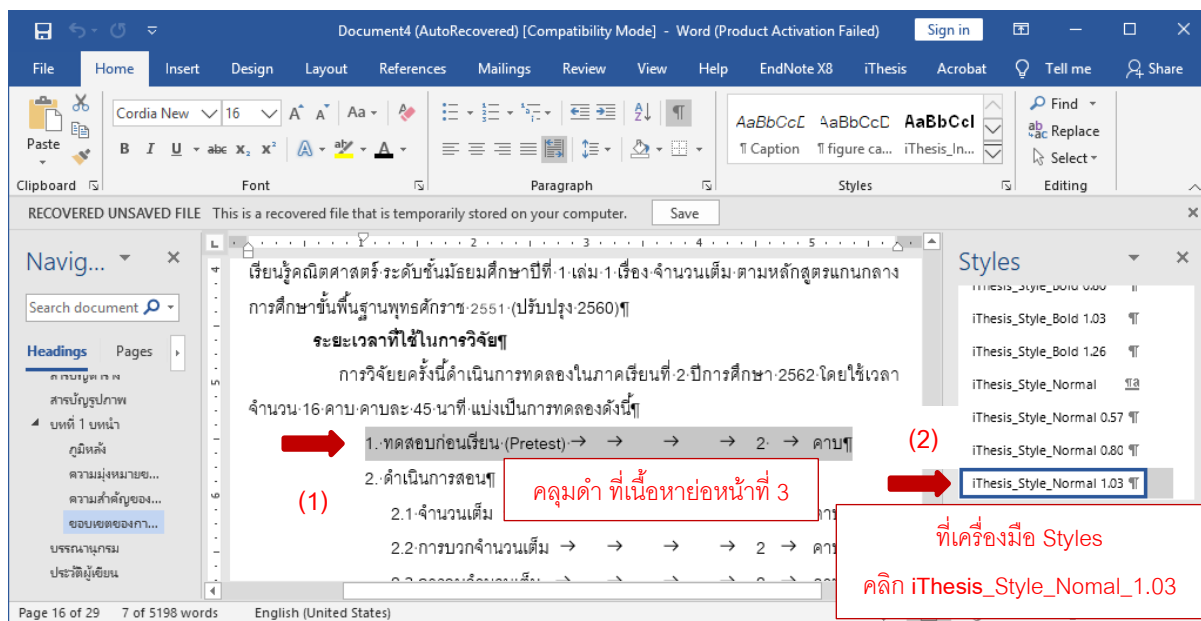 Document4 (AutoRecovered) [Compatibility Mode] - Word (Product Activation Failed) Sign in
File Home Insert Design Layout References Mailings Review View Help EndNote X8 iThesis Acrobat Tell me Share
Paste
Cordia New 16 A A Aa
B I U abc X₂ X² A ab A
AaBbCcD AaBbCcD AaBbCcI
¶ Caption ¶ figure ca... iThesis_In...
Find
Replace
Select
Clipboard Font Paragraph Styles Editing
RECOVERED UNSAVED FILE This is a recovered file that is temporarily stored on your computer. Save
Navig...
Search document
Headings Pages
สารบัญตาราง
สารบัญรูปภาพ
บทที่ 1 บทนำ
ภูมิหลัง
ความมุ่งหมายข...
ความสำคัญของ...
ขอบเขตของกา...
บรรณานุกรม
ประวัติผู้เขียน
2 3 4 5
เรียนรู้คณิตศาสตร์·ระดับชั้นมัธยมศึกษาปีที่·1·เล่ม·1·เรื่อง·จำนวนเต็ม·ตามหลักสูตรแกนกลาง
การศึกษาขั้นพื้นฐานพุทธศักราช·2551·(ปรับปรุง·2560)¶
ระยะเวลาที่ใช้ในการวิจัย¶
การวิจัยครั้งนี้ดำเนินการทดลองในภาคเรียนที่·2·ปีการศึกษา·2562·โดยใช้เวลา
จำนวน·16·คาบ·คาบละ·45·นาที·แบ่งเป็นการทดลองดังนี้¶
1.·ทดสอบก่อนเรียน·(Pretest)·→ → → → 2· → คาบ¶
2.·ดำเนินการสอน¶
2.1·จำนวนเต็ม
2.2·การบวกจำนวนเต็ม → → → → 2 →
(1)
คลุมดำ ที่เนื้อหาย่อหน้าที่ 3
(2)
Styles
iThesis_Style_Bold 0.80 ¶
iThesis_Style_Bold 1.03 ¶
iThesis_Style_Bold 1.26 ¶
iThesis_Style_Normal ¶a
iThesis_Style_Normal 0.57 ¶
iThesis_Style_Normal 0.80 ¶
iThesis_Style_Normal 1.03 ¶
ที่เครื่องมือ Styles
คลิก iThesis_Style_Nomal_1.03
Page 16 of 29 7 of 5198 words English (United States)